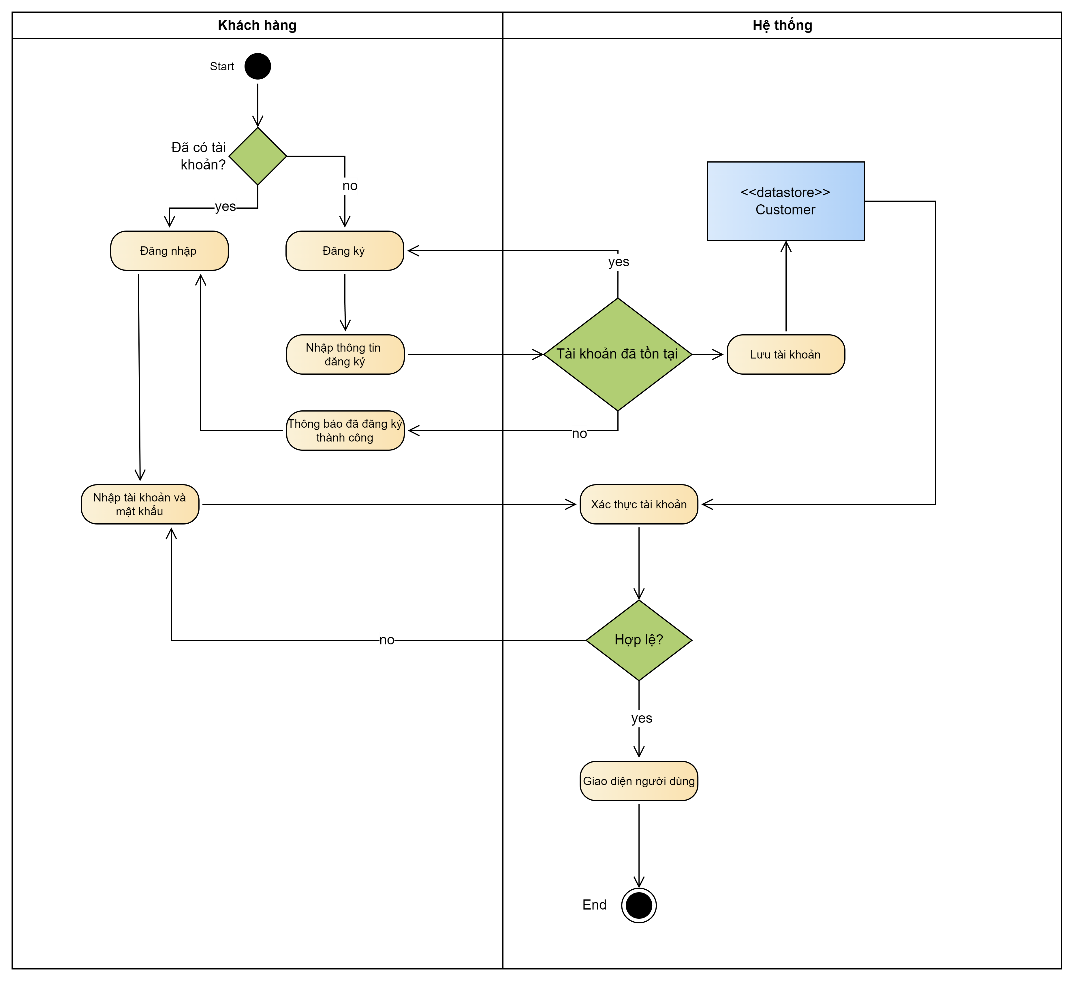 Khách hàng
Hệ thống
Start
Đã có tài
khoản?
no
yes
<<datastore>>
Customer
Đăng nhập
Đăng ký
yes
Nhập thông tin
đăng ký
Tài khoản đã tồn tại
Lưu tài khoản
Thông báo đã đăng ký
thành công
no
Nhập tài khoản và
mật khẩu
Xác thực tài khoản
Hợp lệ?
no
yes
Giao diện người dùng
End